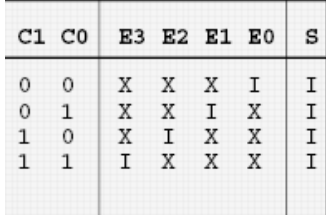 C1 C0 E3 E2 E1 E0 S
0 0 X X X I I
0 1 X X I X I
1 0 X I X X I
1 1 I X X X I